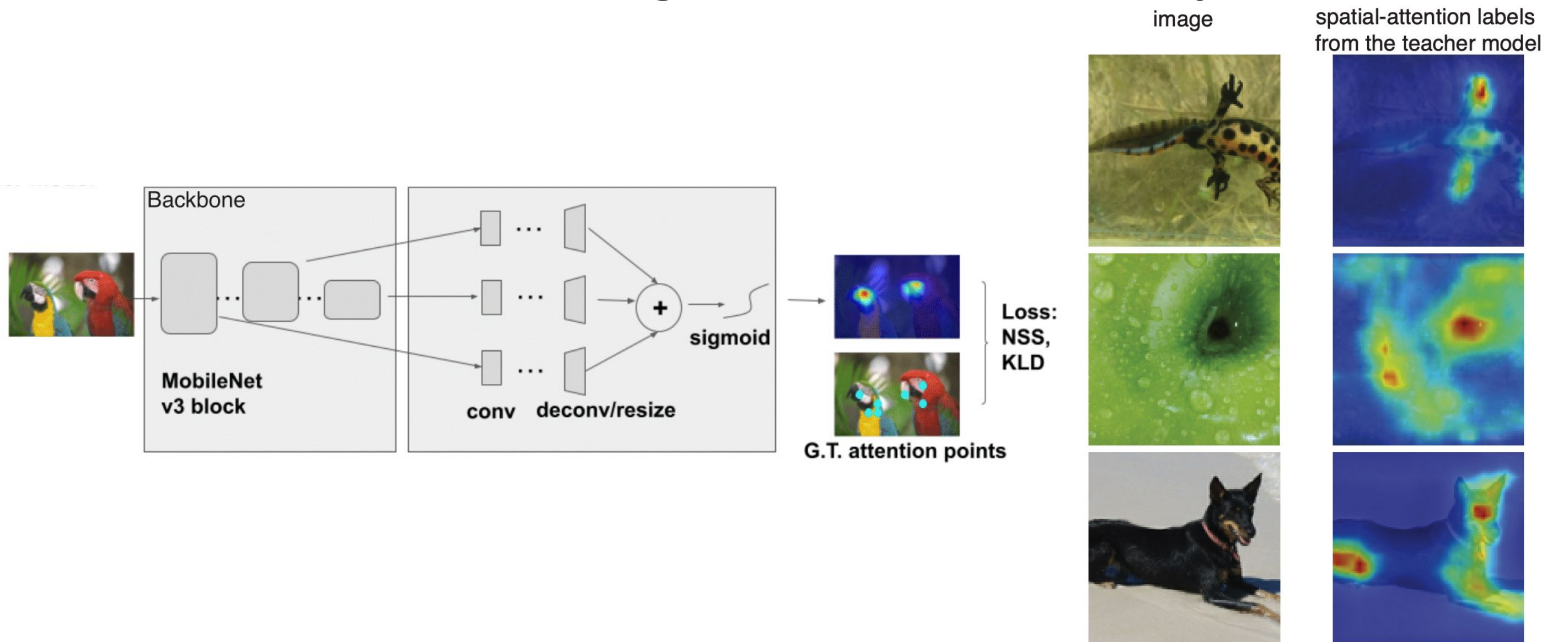 image
spatial-attention labels
from the teacher model
Backbone
MobileNet
v3 block
conv
deconv/resize
+
sigmoid
Loss:
NSS,
KLD
G.T. attention points